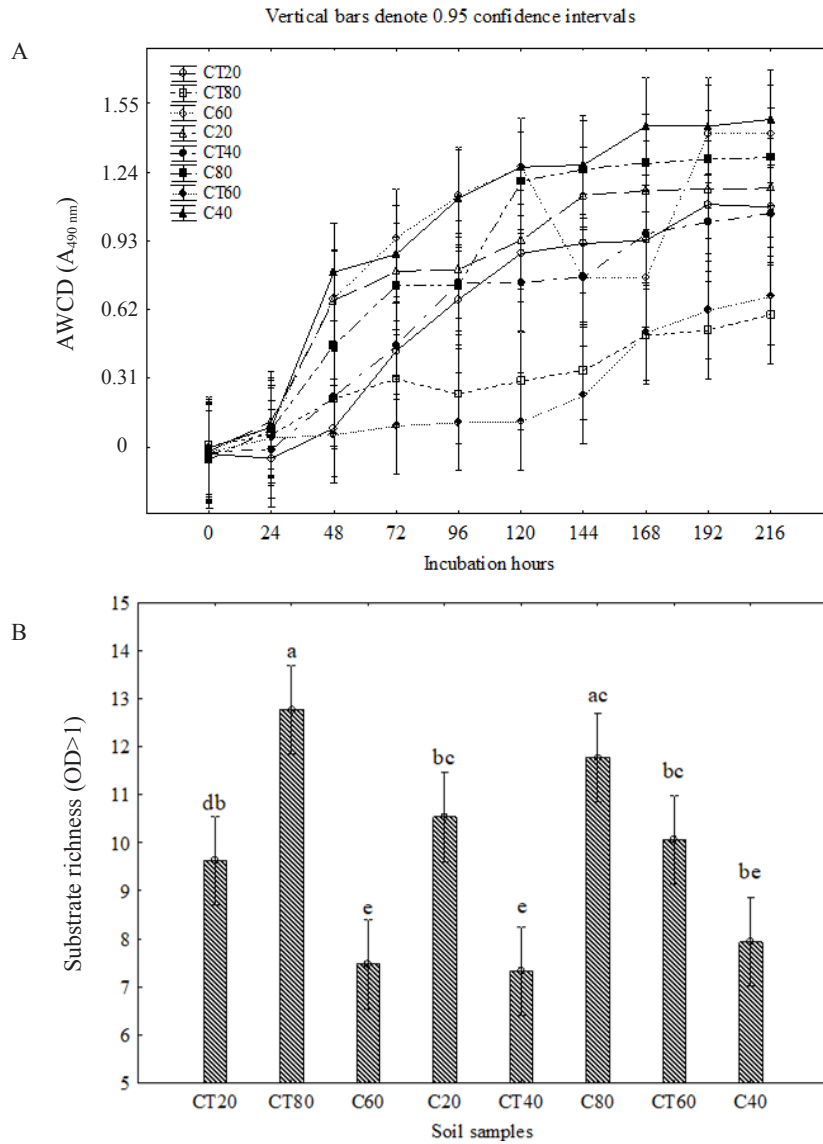 Vertical bars denote 0.95 confidence intervals
A
CT20
CT80
C60
C20
CT40
C80
CT60
C40
AWCD (A490 nm)
1.55
1.24
0.93
0.62
0.31
0
0 24 48 72 96 120 144 168 192 216
Incubation hours
B
Substrate richness (OD>1)
15
14
13
12
11
10
9
8
7
6
5
db a e bc e ac bc be
CT20 CT80 C60 C20 CT40 C80 CT60 C40
Soil samples